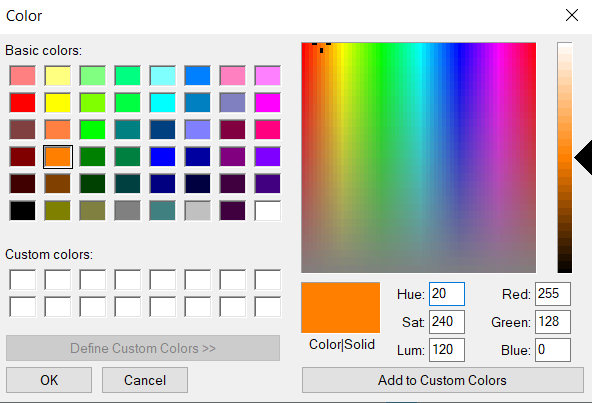 Color
Basic colors:
Custom colors:
Define Custom Colors >>
OK
Cancel
Color|Solid
Hue: 20
Sat: 240
Lum: 120
Red: 255
Green: 128
Blue: 0
Add to Custom Colors